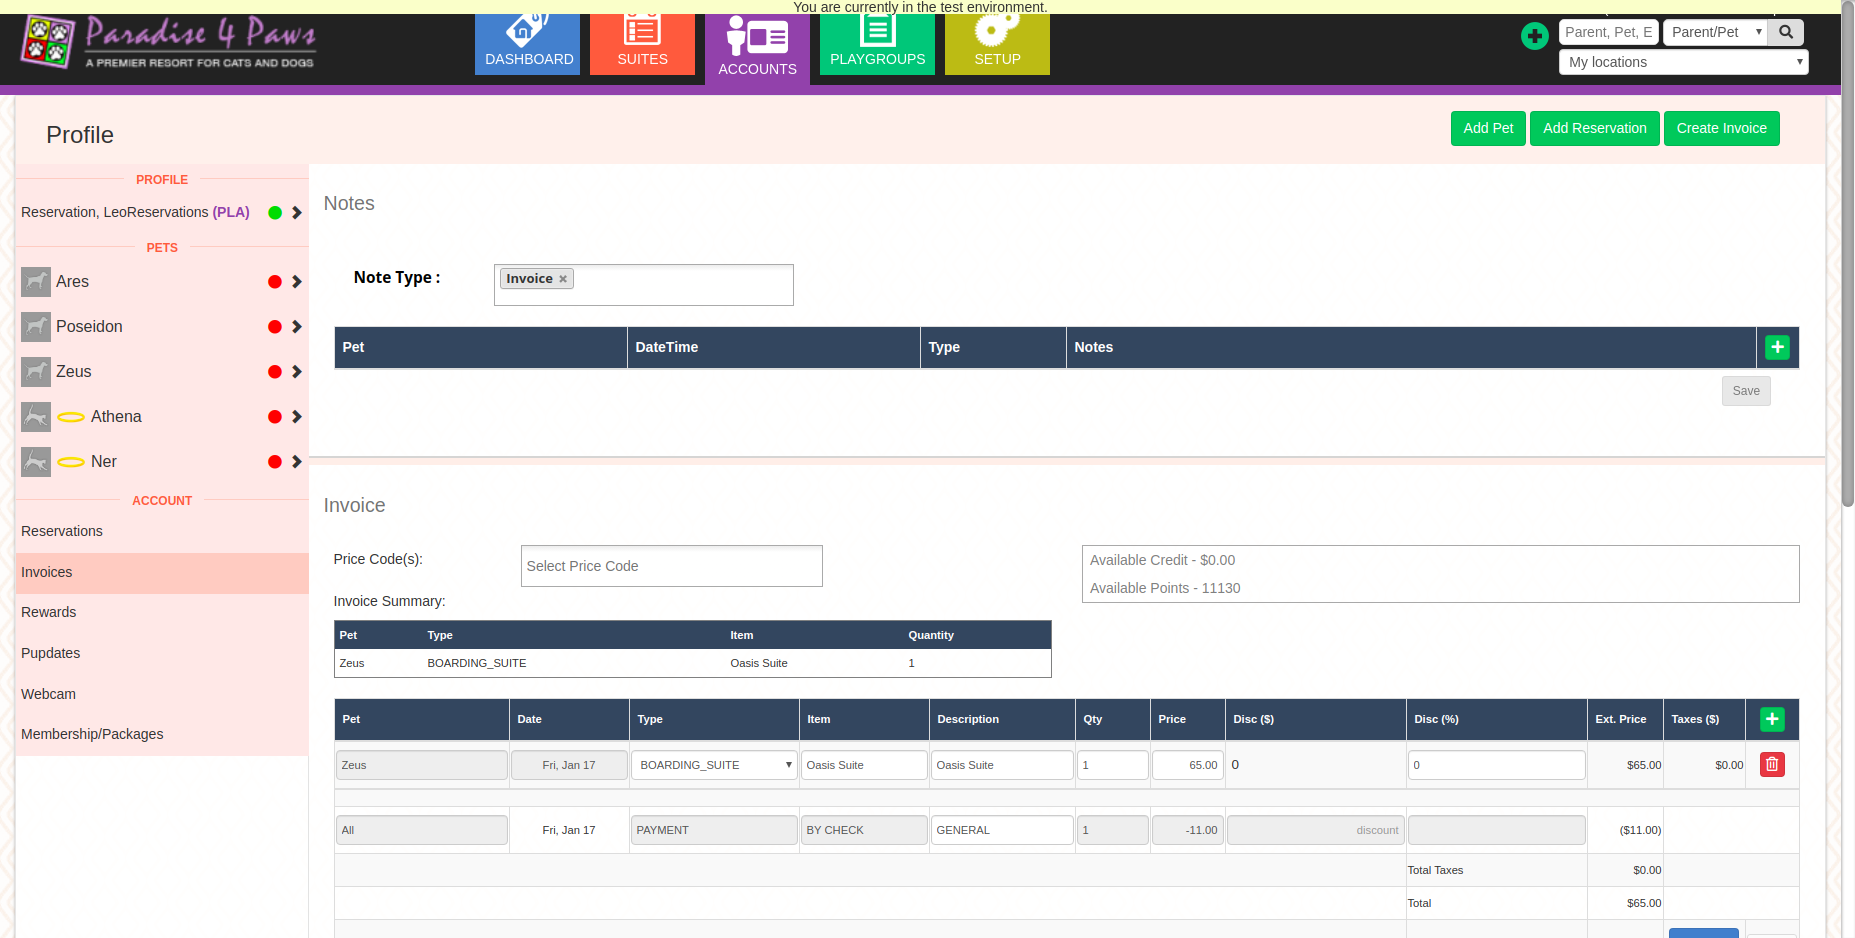 You are currently in the test environment.
Paradise 4 Paws
A PREMIER RESORT FOR CATS AND DOGS
DASHBOARD
SUITES
ACCOUNTS
PLAYGROUPS
SETUP
Parent, Pet, E
Parent/Pet
My locations
Profile
Add Pet
Add Reservation
Create Invoice
PROFILE
Reservation, LeoReservations (PLA)
PETS
Ares
Poseidon
Zeus
Athena
Ner
ACCOUNT
Reservations
Invoices
Rewards
Pupdates
Webcam
Membership/Packages
Notes
Note Type :
Invoice ×
Pet DateTime Type Notes
Save
Invoice
Price Code(s):
Select Price Code
Available Credit - $0.00
Available Points - 11130
Invoice Summary:
Pet Type Item Quantity
Zeus BOARDING_SUITE Oasis Suite 1
Pet Date Type Item Description Qty Price Disc ($) Disc (%) Ext. Price Taxes ($)
Zeus Fri, Jan 17 BOARDING_SUITE Oasis Suite Oasis Suite 1 65.00 0 0 $65.00 $0.00
All Fri, Jan 17 PAYMENT BY CHECK GENERAL 1 -11.00 discount ($11.00)
Total Taxes $0.00
Total $65.00